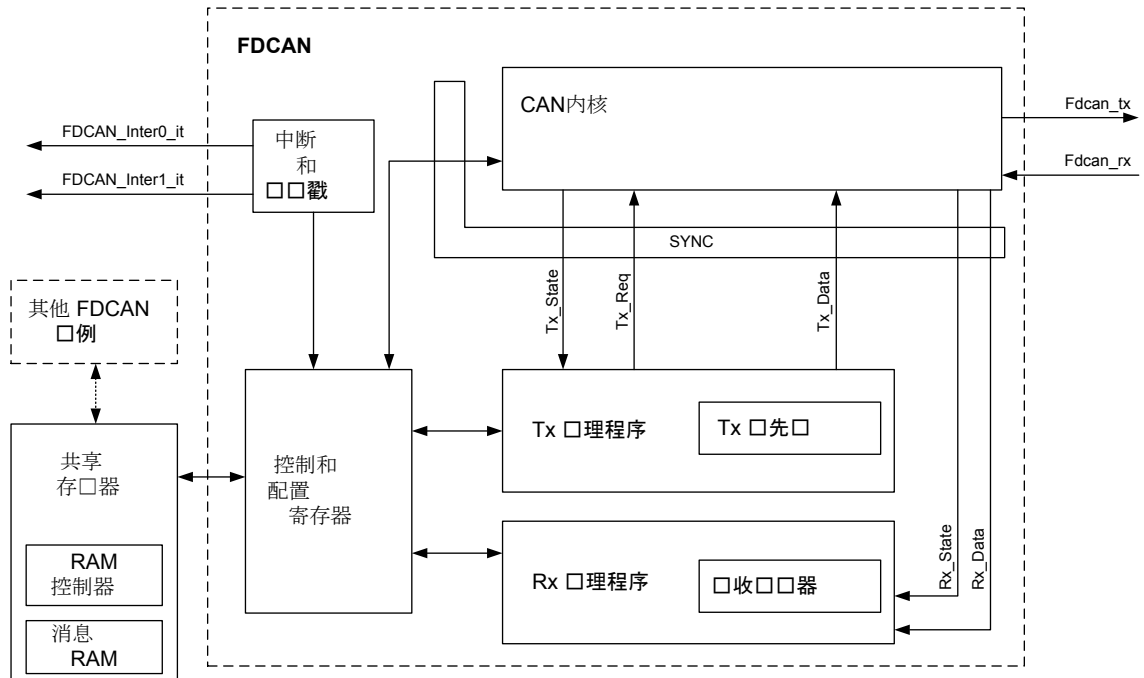 FDCAN
CAN内核
Fdcan_tx
Fdcan_rx
FDCAN_Inter0_it
FDCAN_Inter1_it
中断
和
□□戳
SYNC
Tx_State
Tx_Req
Tx_Data
其他 FDCAN
□例
Tx □理程序
Tx □先□
共享
存□器
控制和
配置
寄存器
RAM
控制器
消息
RAM
Rx □理程序
□收□□器
Rx_State
Rx_Data